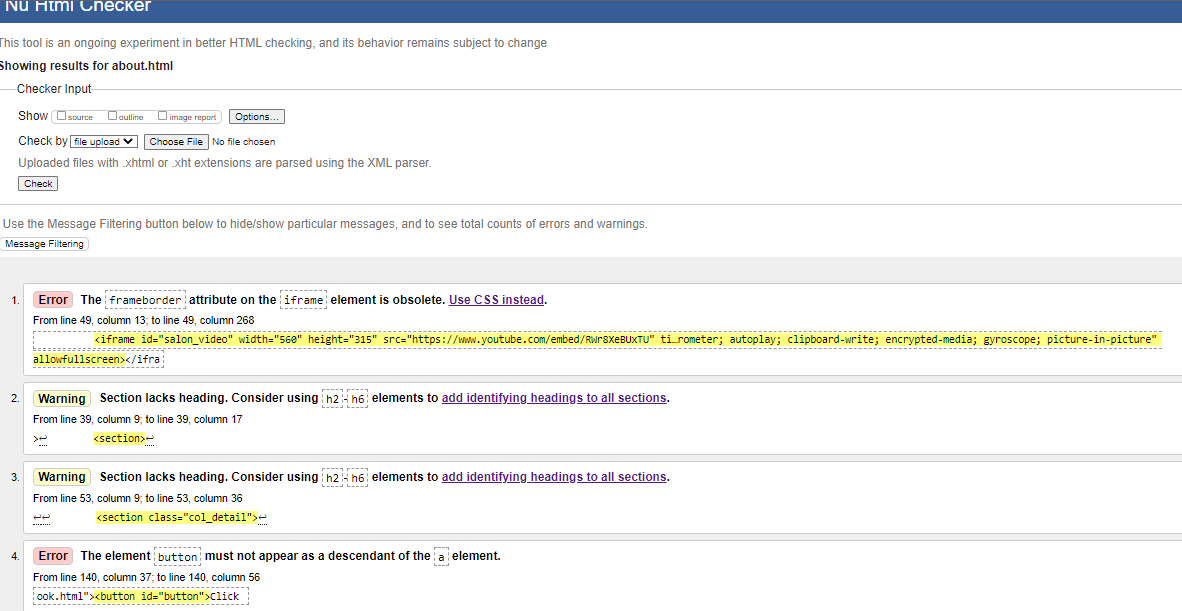 Nu Html Checker
This tool is an ongoing experiment in better HTML checking, and its behavior remains subject to change
Showing results for about.html
Checker Input
Show source outline image report Options...
Check by file upload Choose File No file chosen
Uploaded files with .xhtml or .xht extensions are parsed using the XML parser.
Check
Use the Message Filtering button below to hide/show particular messages, and to see total counts of errors and warnings.
Message Filtering
1. Error The frameborder attribute on the iframe element is obsolete. Use CSS instead.
From line 49, column 13; to line 49, column 268
<iframe id="salon_video" width="560" height="315" src="https://www.youtube.com/embed/RWr8XeBUxTU" ti…rometer; autoplay; clipboard-write; encrypted-media; gyroscope; picture-in-picture"
allowfullscreen></ifra
2. Warning Section lacks heading. Consider using h2-h6 elements to add identifying headings to all sections.
From line 39, column 9; to line 39, column 17
>↩ <section>↩
3. Warning Section lacks heading. Consider using h2-h6 elements to add identifying headings to all sections.
From line 53, column 9; to line 53, column 36
↩↩ <section class="col_detail">↩
4. Error The element button must not appear as a descendant of the a element.
From line 140, column 37; to line 140, column 56
ook.html"><button id="button">Click